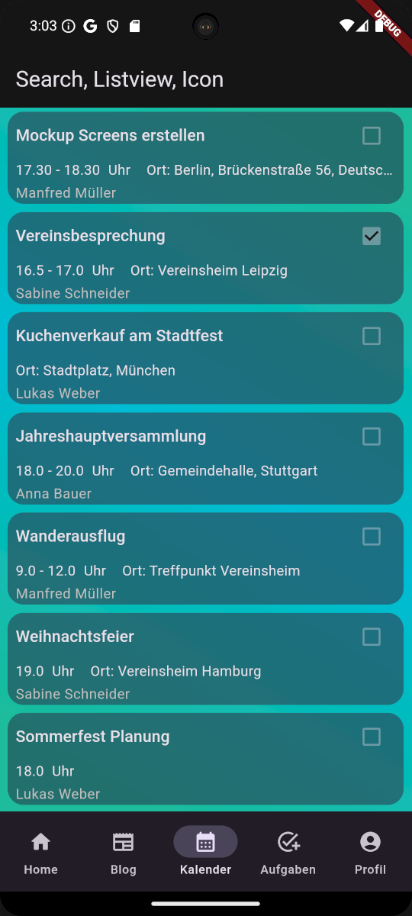 3:03
DEBUG
Search, Listview, Icon
Mockup Screens erstellen
17.30 - 18.30 Uhr Ort: Berlin, Brückenstraße 56, Deutsc...
Manfred Müller
Vereinsbesprechung
16.5 - 17.0 Uhr Ort: Vereinsheim Leipzig
Sabine Schneider
Kuchenverkauf am Stadtfest
Ort: Stadtplatz, München
Lukas Weber
Jahreshauptversammlung
18.0 - 20.0 Uhr Ort: Gemeindehalle, Stuttgart
Anna Bauer
Wanderausflug
9.0 - 12.0 Uhr Ort: Treffpunkt Vereinsheim
Manfred Müller
Weihnachtsfeier
19.0 Uhr Ort: Vereinsheim Hamburg
Sabine Schneider
Sommerfest Planung
18.0 Uhr
Lukas Weber
Home Blog Kalender Aufgaben Profil